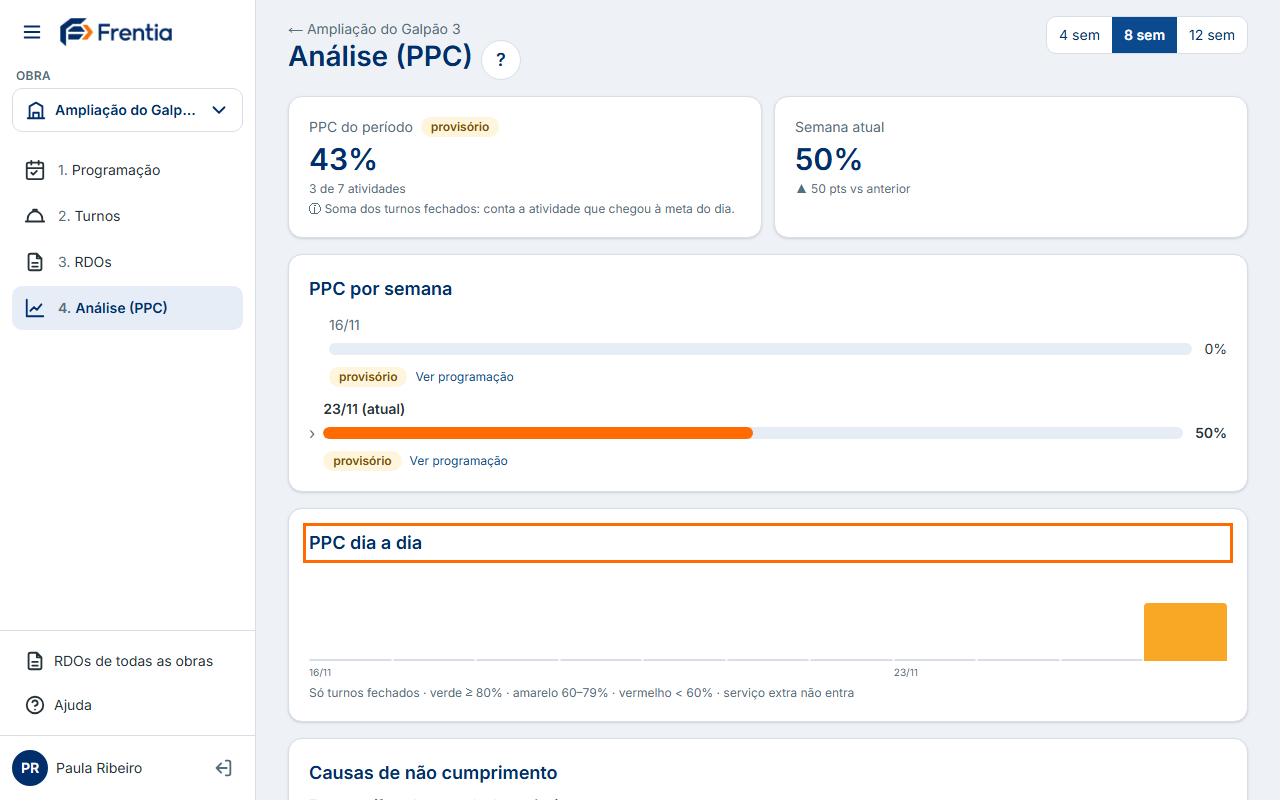 Frentia
← Ampliação do Galpão 3
Análise (PPC) ?
4 sem 8 sem 12 sem
OBRA
Ampliação do Galp...
1. Programação
2. Turnos
3. RDOs
4. Análise (PPC)
RDOs de todas as obras
Ajuda
PR Paula Ribeiro
PPC do período provisório
43%
3 de 7 atividades
ⓘ Soma dos turnos fechados: conta a atividade que chegou à meta do dia.
Semana atual
50%
▲ 50 pts vs anterior
PPC por semana
16/11
0%
provisório Ver programação
23/11 (atual)
› 50%
provisório Ver programação
PPC dia a dia
16/11 23/11
Só turnos fechados · verde ≥ 80% · amarelo 60–79% · vermelho < 60% · serviço extra não entra
Causas de não cumprimento